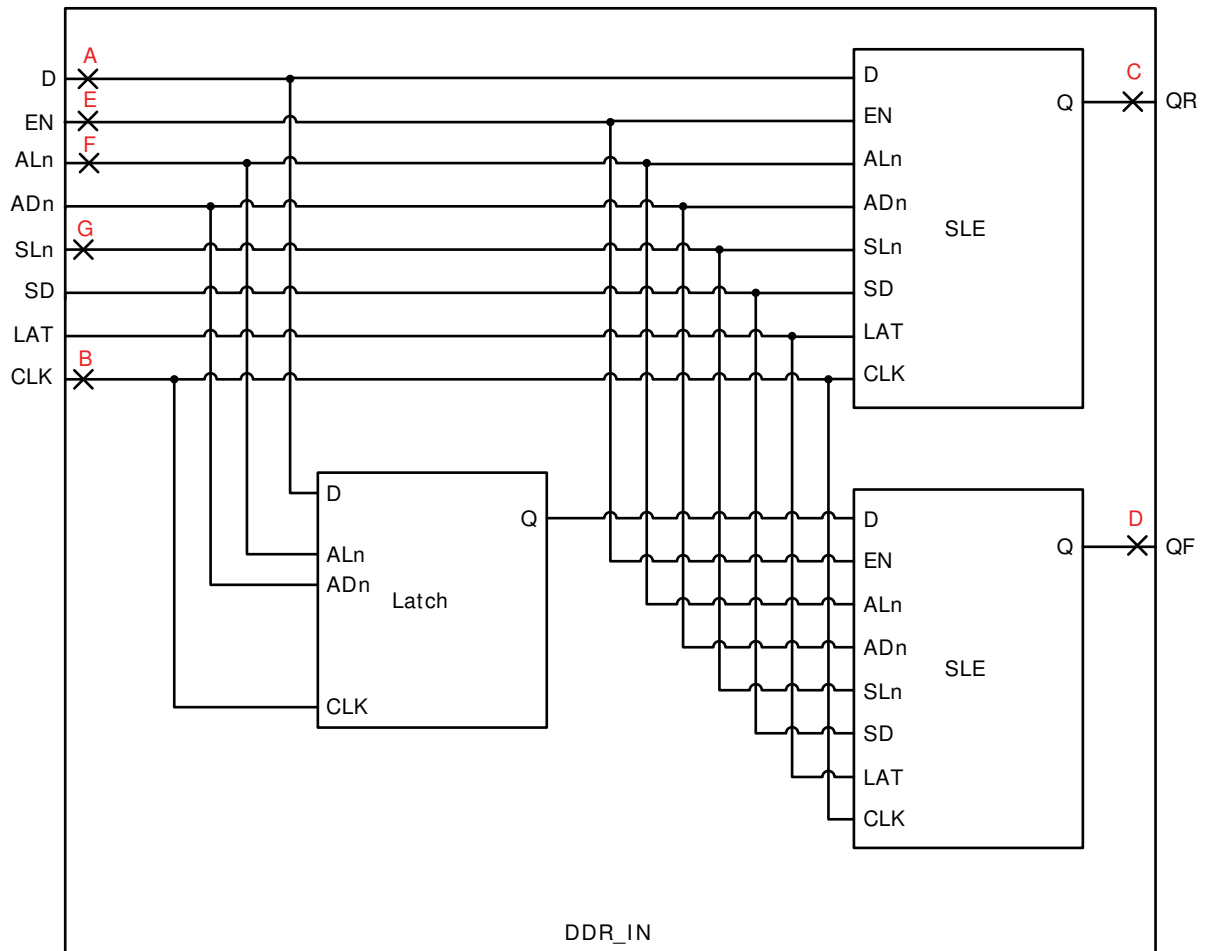 A
D
E
EN
F
ALn
ADn
G
SLn
SD
LAT
B
CLK
D
EN
ALn
ADn
SLn
SD
LAT
CLK
SLE
Q
C
QR
D
ALn
ADn
CLK
Latch
Q
D
EN
ALn
ADn
SLn
SD
LAT
CLK
SLE
Q
D
QF
DDR_IN